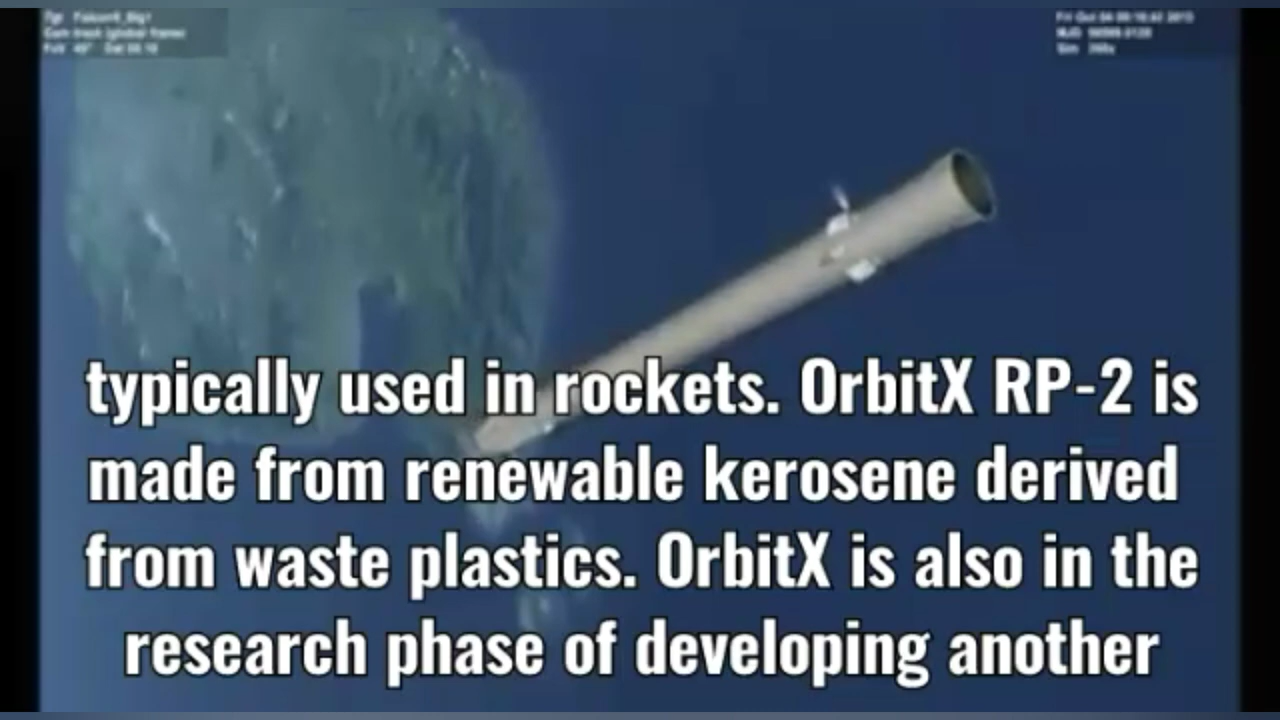 typically used in rockets. OrbitX RP-2 is
made from renewable kerosene derived
from waste plastics. OrbitX is also in the
research phase of developing another